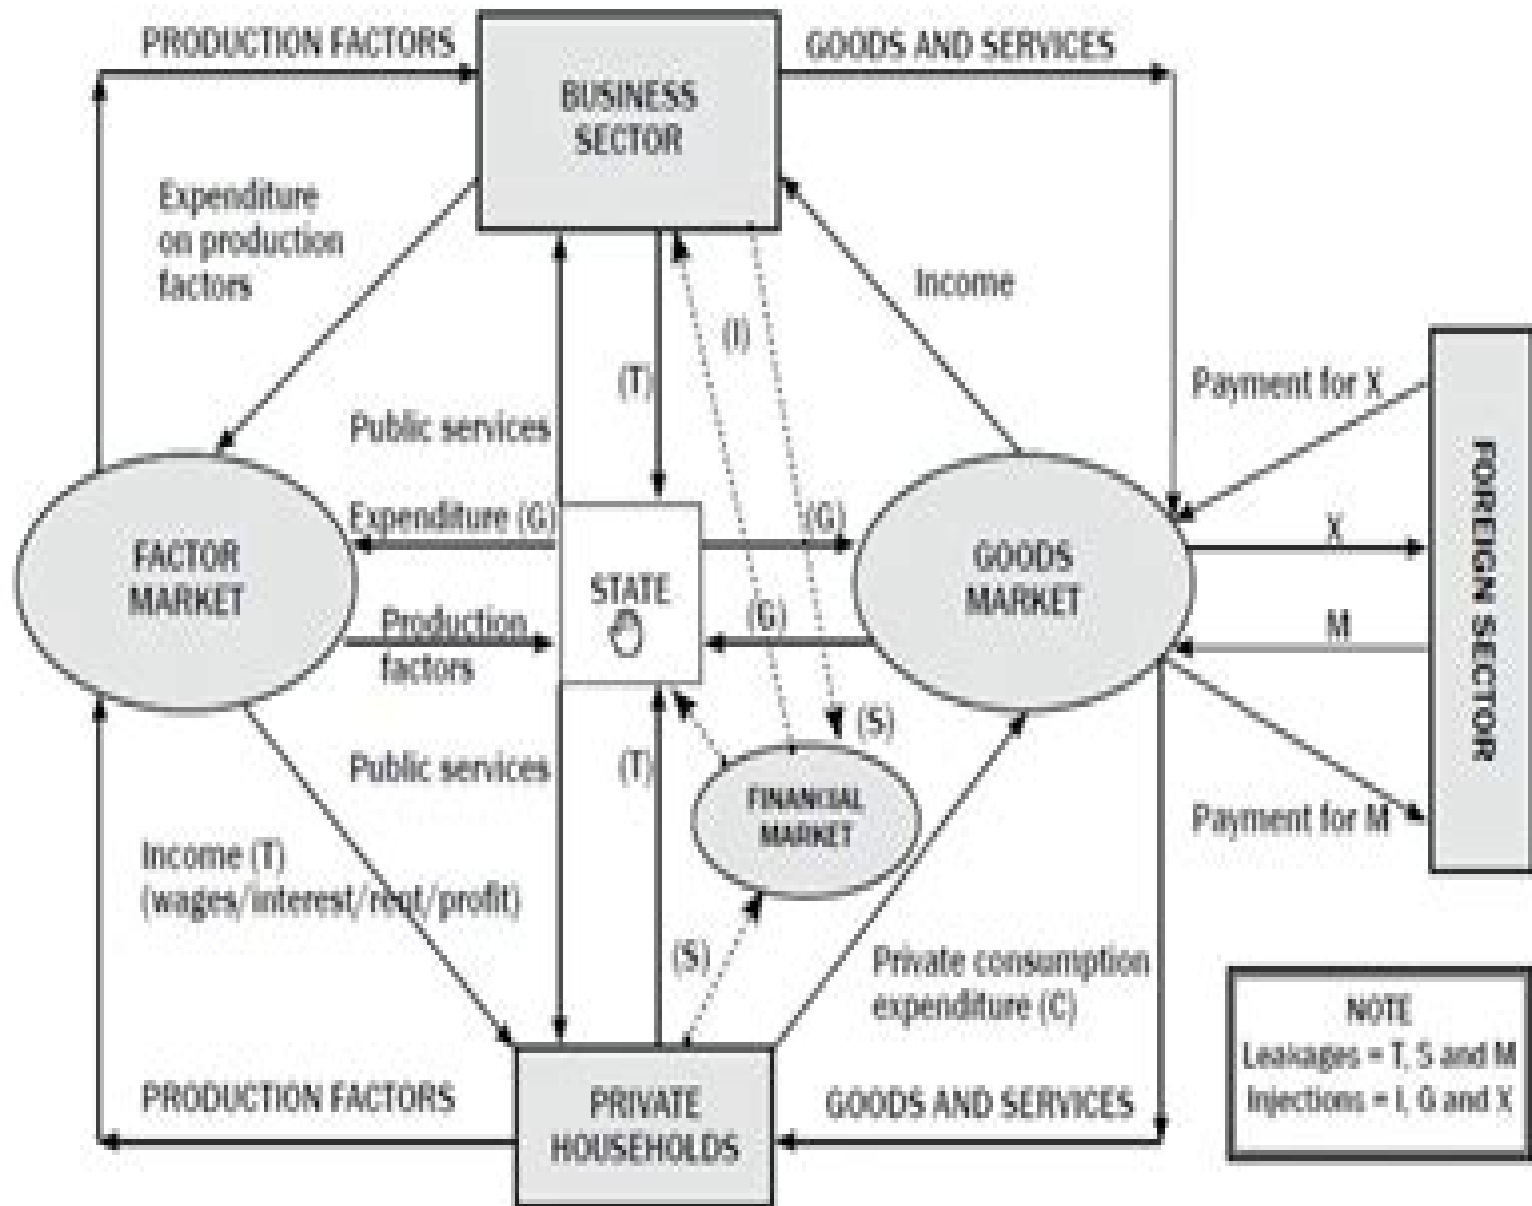 PRODUCTION FACTORS
GOODS AND SERVICES
BUSINESS
SECTOR
Expenditure
on production
factors
Income
(I)
(T)
Payment for X
Public services
Expenditure (G)
(G)
X
FACTOR
MARKET
STATE
GOODS
MARKET
FOREIGN SECTOR
Production
factors
(G)
M
(S)
Public services
(T)
FINANCIAL
MARKET
Payment for M
Income (T)
(wages/interest/rent/profit)
(S)
Private consumption
expenditure (C)
PRODUCTION FACTORS
PRIVATE
HOUSEHOLDS
GOODS AND SERVICES
NOTE
Leakages = T, S and M
Injections = I, G and X